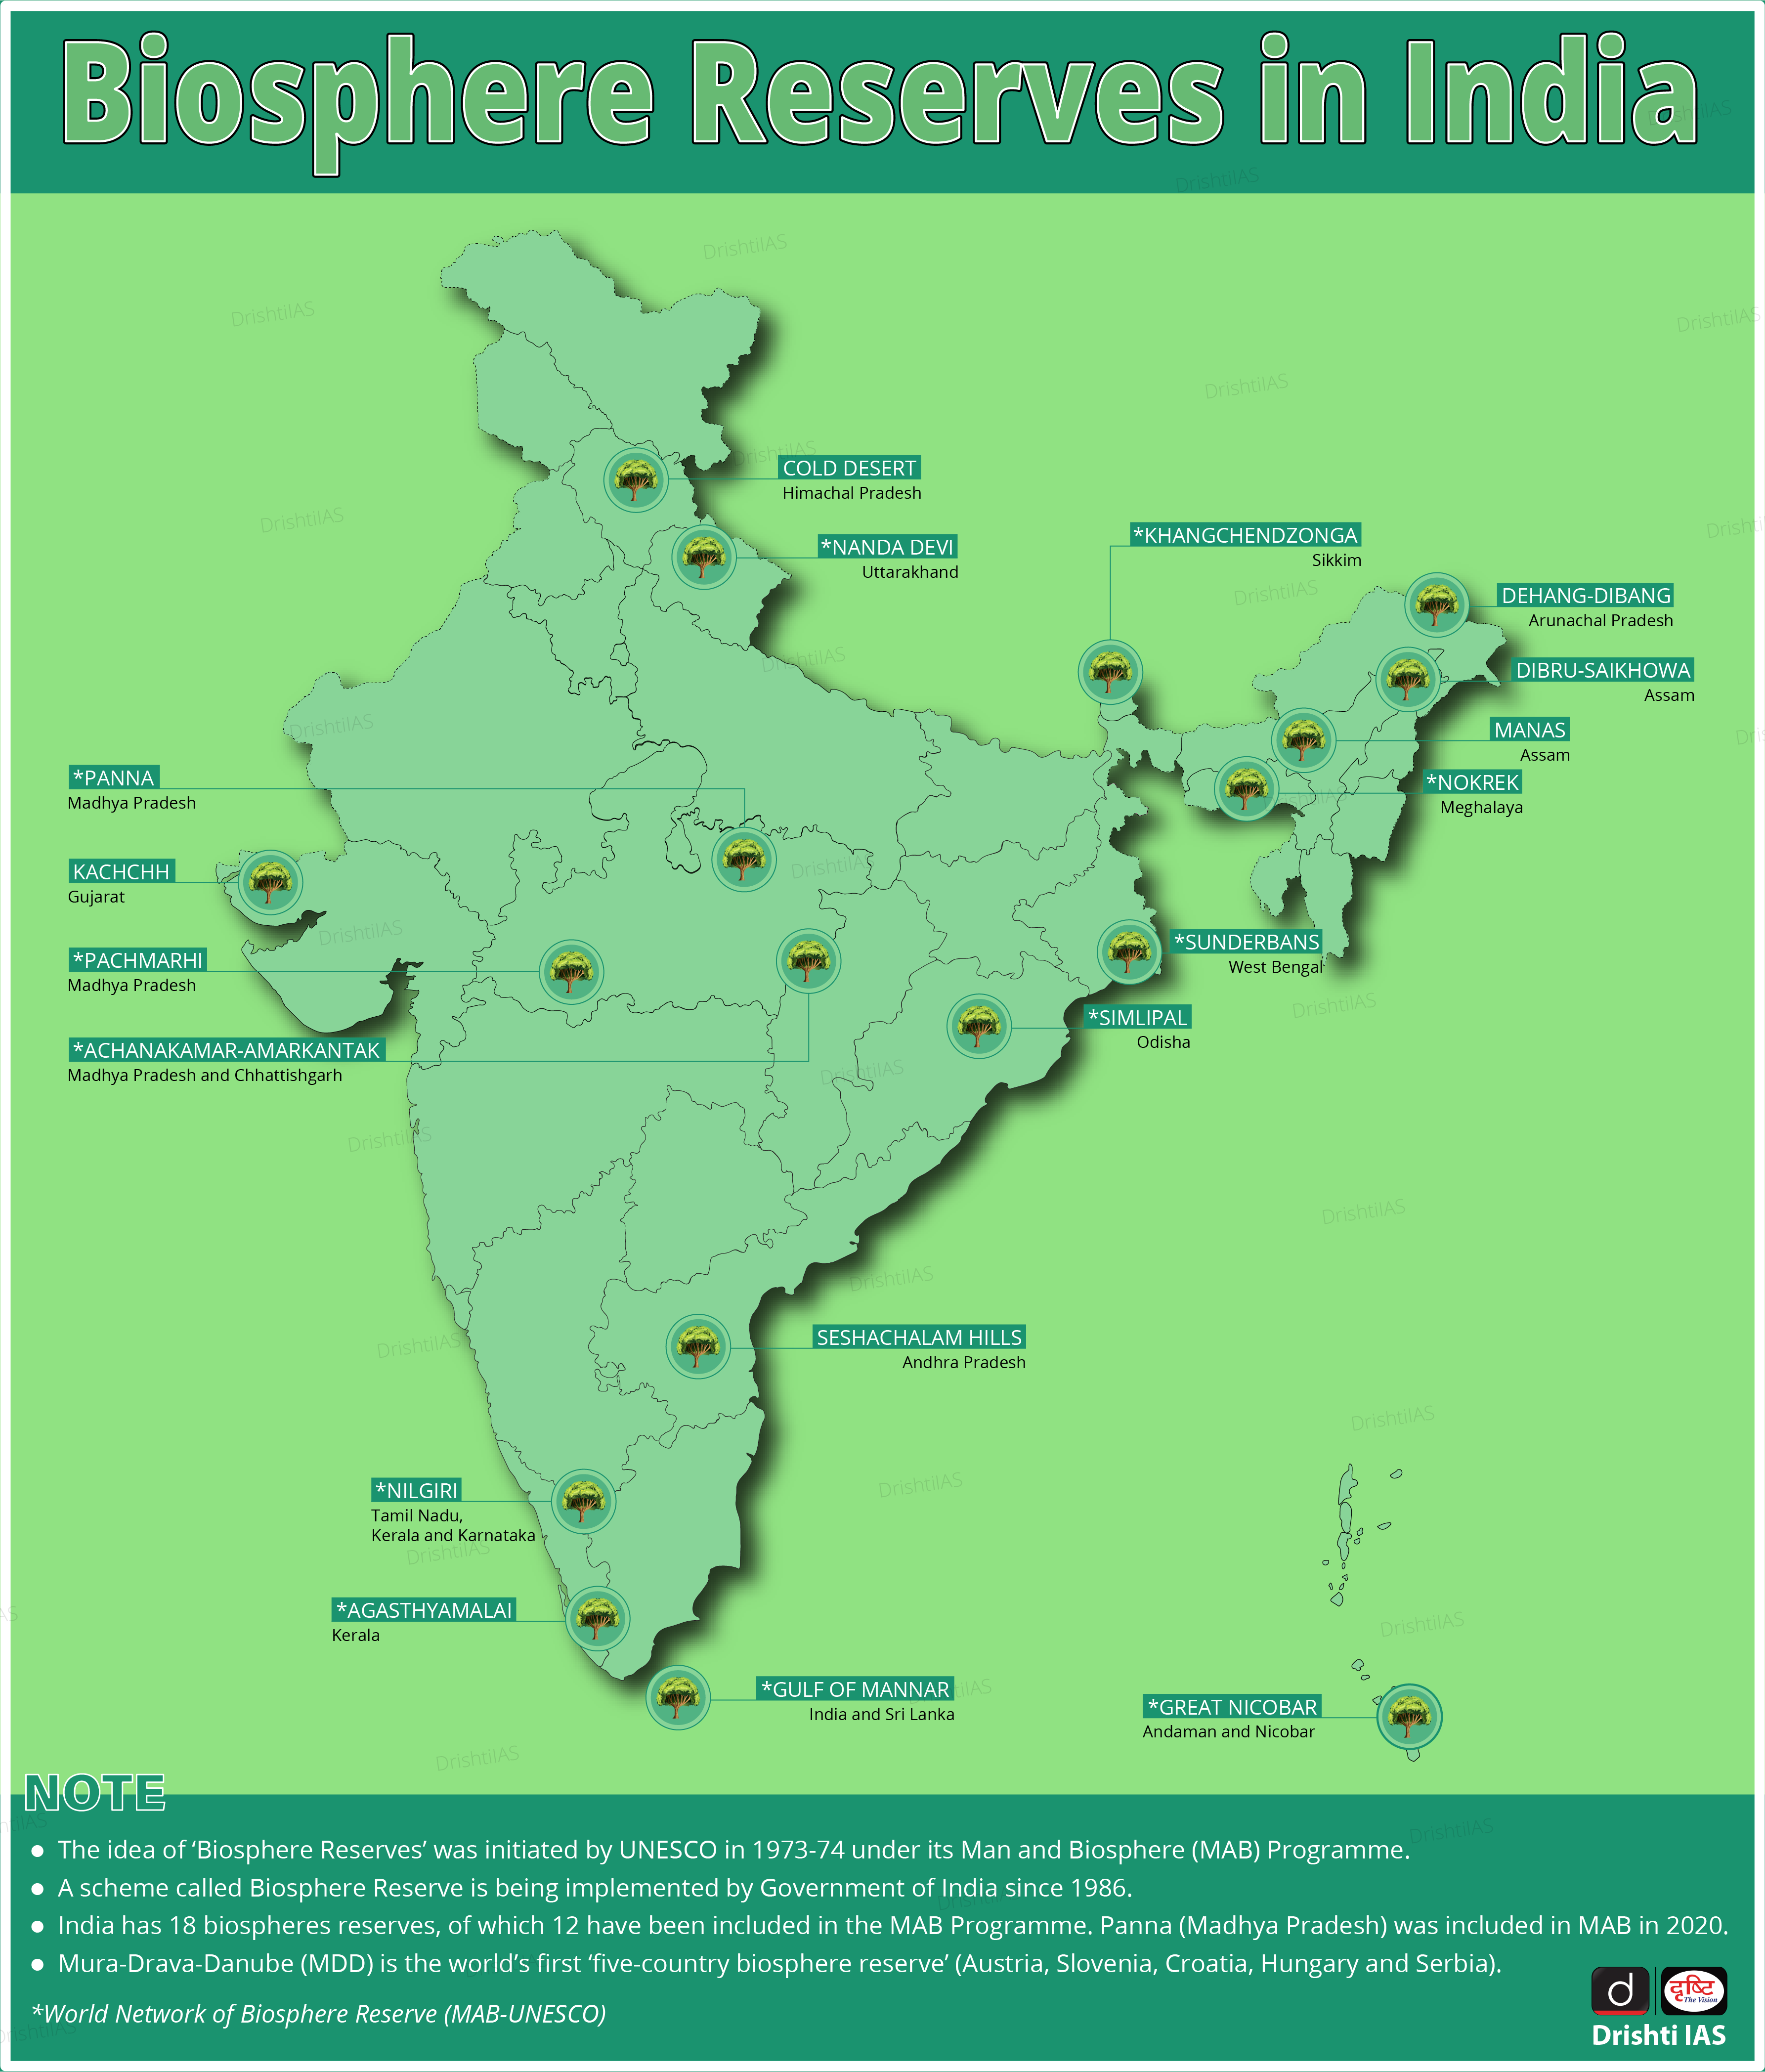 Biosphere Reserves in India
COLD DESERT
Himachal Pradesh
*NANDA DEVI
Uttarakhand
*KHANGCHENDZONGA
Sikkim
DEHANG-DIBANG
Arunachal Pradesh
DIBRU-SAIKHOWA
Assam
MANAS
Assam
*NOKREK
Meghalaya
*PANNA
Madhya Pradesh
KACHCHH
Gujarat
*PACHMARHI
Madhya Pradesh
*ACHANAKAMAR-AMARKANTAK
Madhya Pradesh and Chhattishgarh
*SUNDERBANS
West Bengal
*SIMLIPAL
Odisha
SESHACHALAM HILLS
Andhra Pradesh
*NILGIRI
Tamil Nadu,
Kerala and Karnataka
*AGASTHYAMALAI
Kerala
*GULF OF MANNAR
India and Sri Lanka
*GREAT NICOBAR
Andaman and Nicobar
NOTE
● The idea of ‘Biosphere Reserves’ was initiated by UNESCO in 1973-74 under its Man and Biosphere (MAB) Programme.
● A scheme called Biosphere Reserve is being implemented by Government of India since 1986.
● India has 18 biospheres reserves, of which 12 have been included in the MAB Programme. Panna (Madhya Pradesh) was included in MAB in 2020.
● Mura-Drava-Danube (MDD) is the world’s first ‘five-country biosphere reserve’ (Austria, Slovenia, Croatia, Hungary and Serbia).
*World Network of Biosphere Reserve (MAB-UNESCO)
d
दृष्टि
The Vision
Drishti IAS
DrishtiIAS